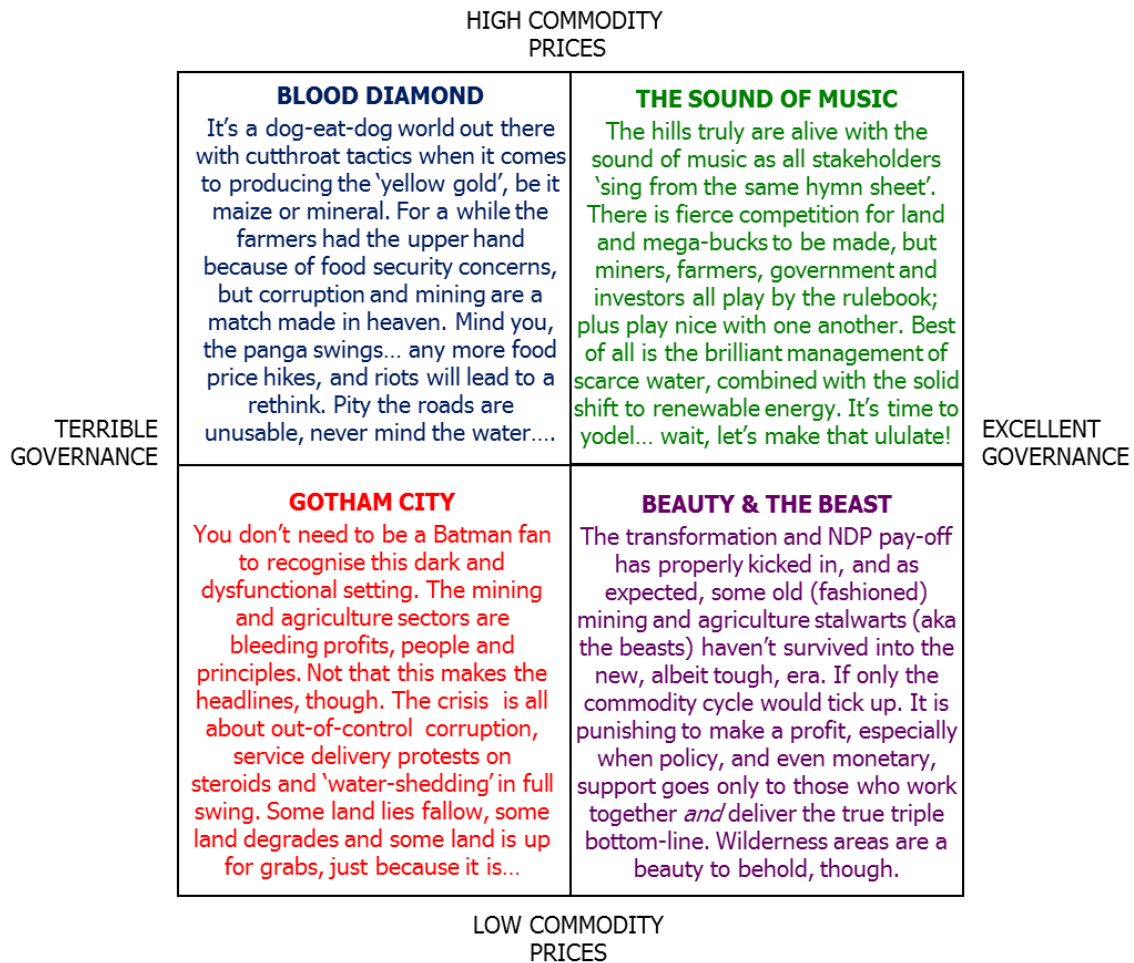 HIGH COMMODITY
PRICES
BLOOD DIAMOND
It’s a dog-eat-dog world out there
with cutthroat tactics when it comes
to producing the ‘yellow gold’, be it
maize or mineral. For a while the
farmers had the upper hand
because of food security concerns,
but corruption and mining are a
match made in heaven. Mind you,
the panga swings… any more food
price hikes, and riots will lead to a
rethink. Pity the roads are
unusable, never mind the water….
THE SOUND OF MUSIC
The hills truly are alive with the
sound of music as all stakeholders
‘sing from the same hymn sheet’.
There is fierce competition for land
and mega-bucks to be made, but
miners, farmers, government and
investors all play by the rulebook;
plus play nice with one another. Best
of all is the brilliant management of
scarce water, combined with the solid
shift to renewable energy. It’s time to
yodel… wait, let’s make that ululate!
TERRIBLE
GOVERNANCE
EXCELLENT
GOVERNANCE
GOTHAM CITY
You don’t need to be a Batman fan
to recognise this dark and
dysfunctional setting. The mining
and agriculture sectors are
bleeding profits, people and
principles. Not that this makes the
headlines, though. The crisis is all
about out-of-control corruption,
service delivery protests on
steroids and ‘water-shedding’ in full
swing. Some land lies fallow, some
land degrades and some land is up
for grabs, just because it is…
BEAUTY & THE BEAST
The transformation and NDP pay-off
has properly kicked in, and as
expected, some old (fashioned)
mining and agriculture stalwarts (aka
the beasts) haven’t survived into the
new, albeit tough, era. If only the
commodity cycle would tick up. It is
punishing to make a profit, especially
when policy, and even monetary,
support goes only to those who work
together and deliver the true triple
bottom-line. Wilderness areas are a
beauty to behold, though.
LOW COMMODITY
PRICES